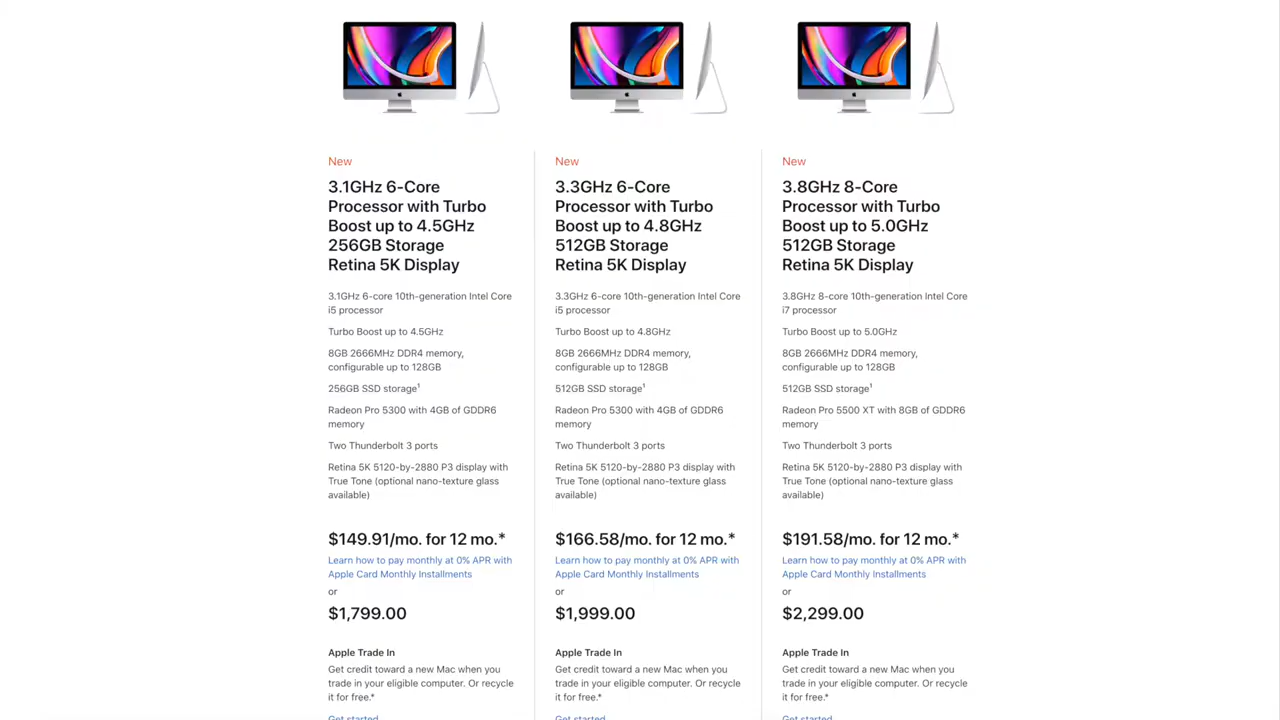 New
3.1GHz 6-Core
Processor with Turbo
Boost up to 4.5GHz
256GB Storage
Retina 5K Display
3.1GHz 6-core 10th-generation Intel Core
i5 processor
Turbo Boost up to 4.5GHz
8GB 2666MHz DDR4 memory,
configurable up to 128GB
256GB SSD storage¹
Radeon Pro 5300 with 4GB of GDDR6
memory
Two Thunderbolt 3 ports
Retina 5K 5120-by-2880 P3 display with
True Tone (optional nano-texture glass
available)
$149.91/mo. for 12 mo.*
Learn how to pay monthly at 0% APR with
Apple Card Monthly Installments
or
$1,799.00
Apple Trade In
Get credit toward a new Mac when you
trade in your eligible computer. Or recycle
it for free.*
Get started
New
3.3GHz 6-Core
Processor with Turbo
Boost up to 4.8GHz
512GB Storage
Retina 5K Display
3.3GHz 6-core 10th-generation Intel Core
i5 processor
Turbo Boost up to 4.8GHz
8GB 2666MHz DDR4 memory,
configurable up to 128GB
512GB SSD storage¹
Radeon Pro 5300 with 4GB of GDDR6
memory
Two Thunderbolt 3 ports
Retina 5K 5120-by-2880 P3 display with
True Tone (optional nano-texture glass
available)
$166.58/mo. for 12 mo.*
Learn how to pay monthly at 0% APR with
Apple Card Monthly Installments
or
$1,999.00
Apple Trade In
Get credit toward a new Mac when you
trade in your eligible computer. Or recycle
it for free.*
Get started
New
3.8GHz 8-Core
Processor with Turbo
Boost up to 5.0GHz
512GB Storage
Retina 5K Display
3.8GHz 8-core 10th-generation Intel Core
i7 processor
Turbo Boost up to 5.0GHz
8GB 2666MHz DDR4 memory,
configurable up to 128GB
512GB SSD storage¹
Radeon Pro 5500 XT with 8GB of GDDR6
memory
Two Thunderbolt 3 ports
Retina 5K 5120-by-2880 P3 display with
True Tone (optional nano-texture glass
available)
$191.58/mo. for 12 mo.*
Learn how to pay monthly at 0% APR with
Apple Card Monthly Installments
or
$2,299.00
Apple Trade In
Get credit toward a new Mac when you
trade in your eligible computer. Or recycle
it for free.*
Get started